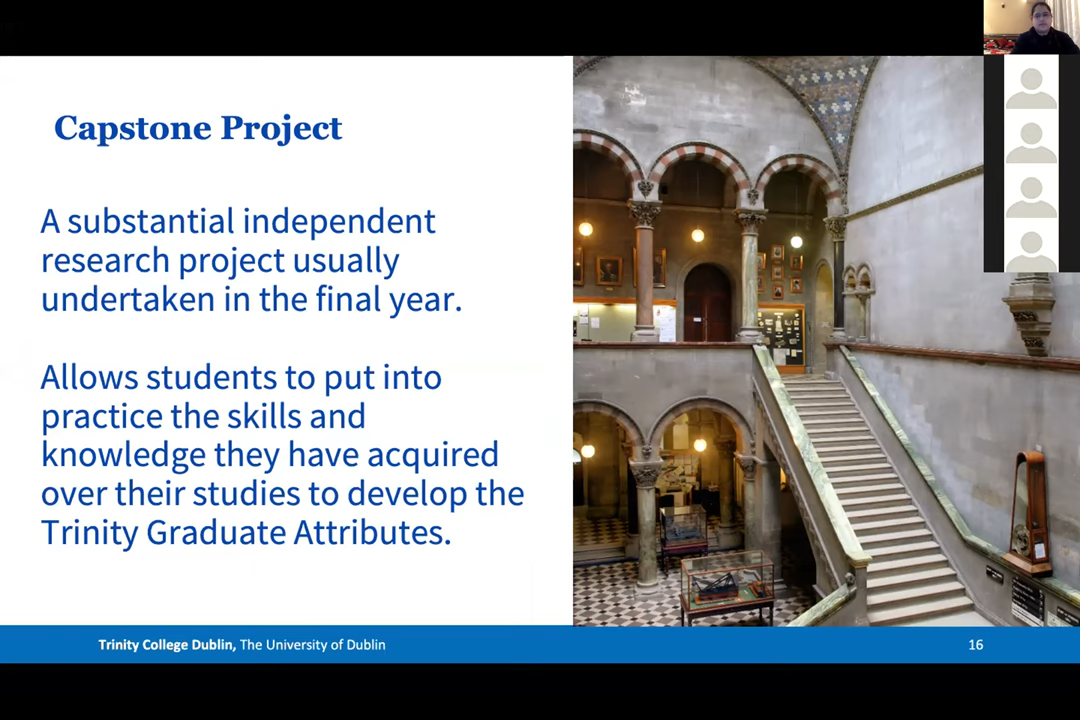 Capstone Project
A substantial independent
research project usually
undertaken in the final year.
Allows students to put into
practice the skills and
knowledge they have acquired
over their studies to develop the
Trinity Graduate Attributes.
Trinity College Dublin, The University of Dublin
16